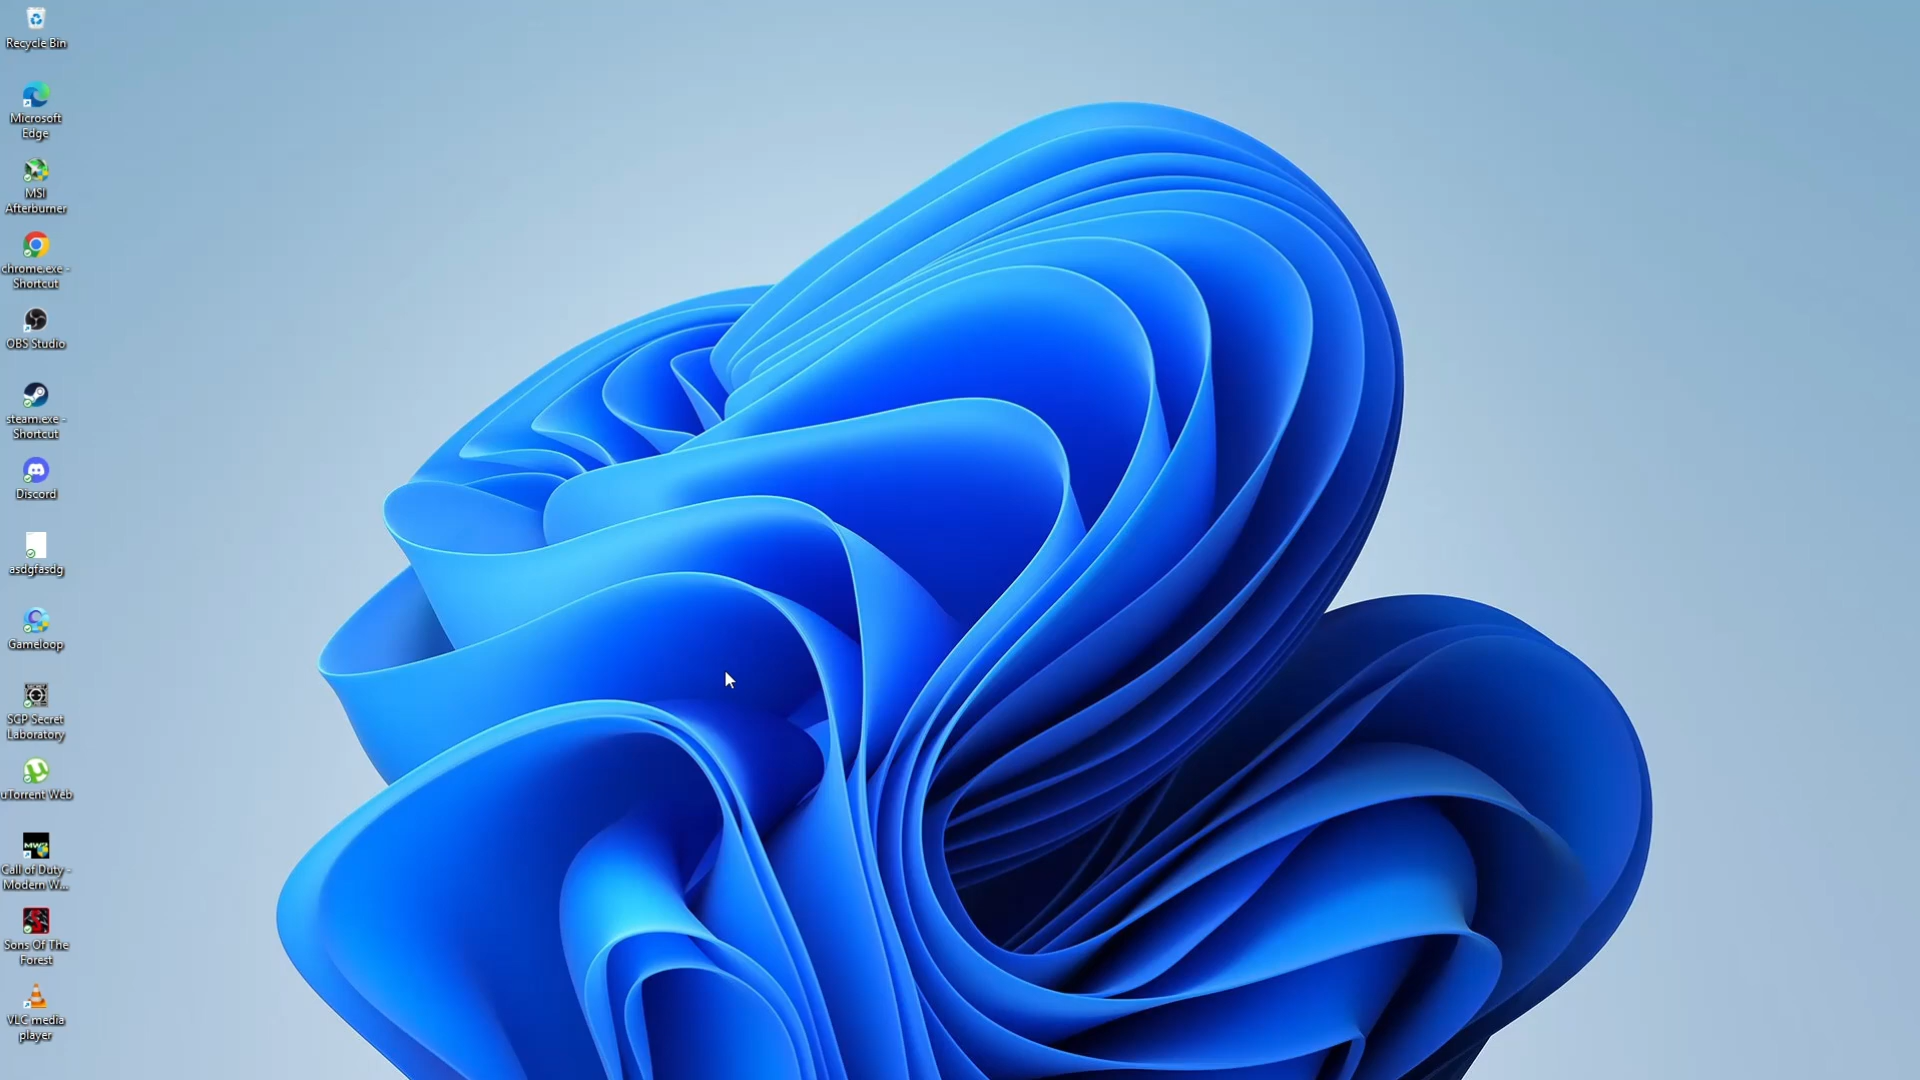 Recycle Bin
Microsoft
Edge
MSI
Afterburner
chrome.exe -
Shortcut
OBS Studio
steam.exe -
Shortcut
Discord
asdgfasdg
Gameloop
SCP Secret
Laboratory
uTorrent Web
MW2
Call of Duty -
Modern W...
Sons Of The
Forest
VLC media
player